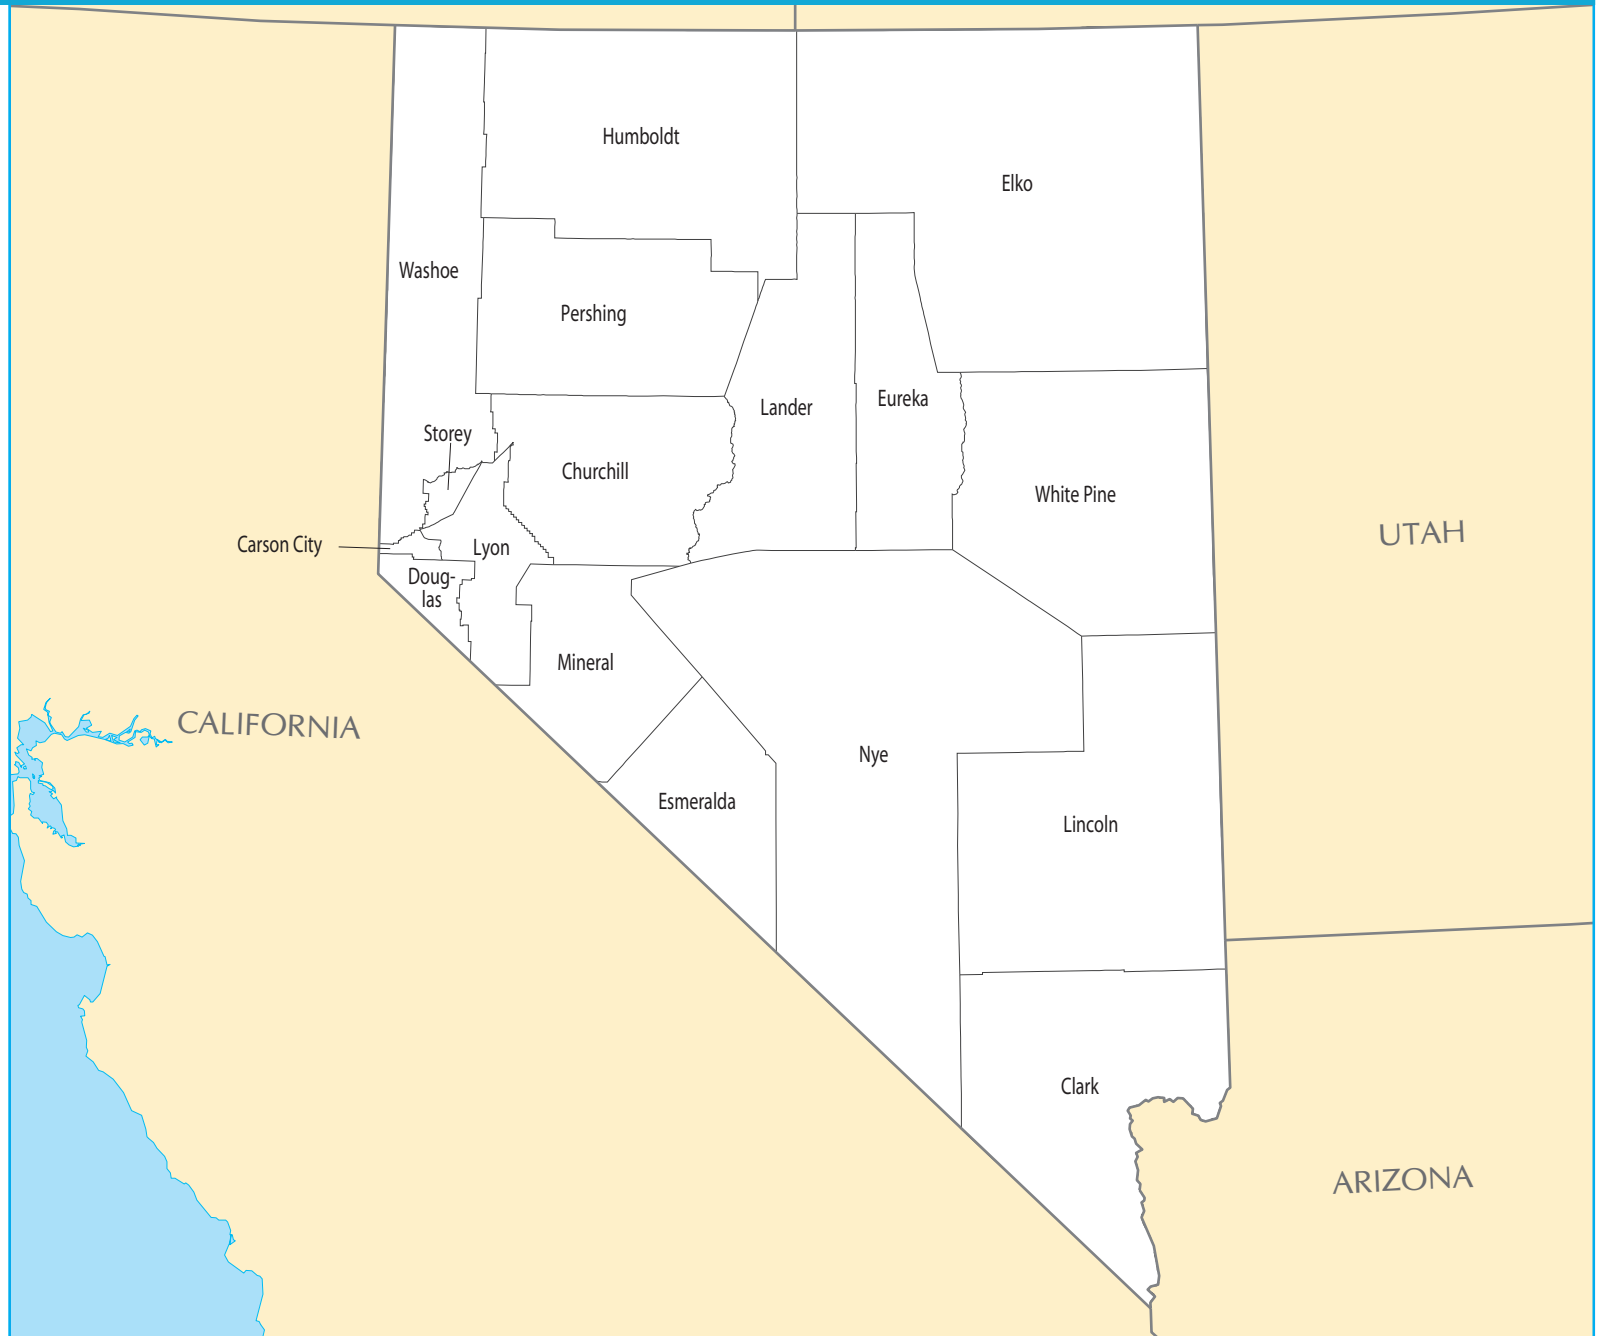 Humboldt
Elko
Washoe
Pershing
Lander
Eureka
Storey
Churchill
White Pine
UTAH
Carson City
Lyon
Doug-
las
Mineral
CALIFORNIA
Nye
Esmeralda
Lincoln
Clark
ARIZONA